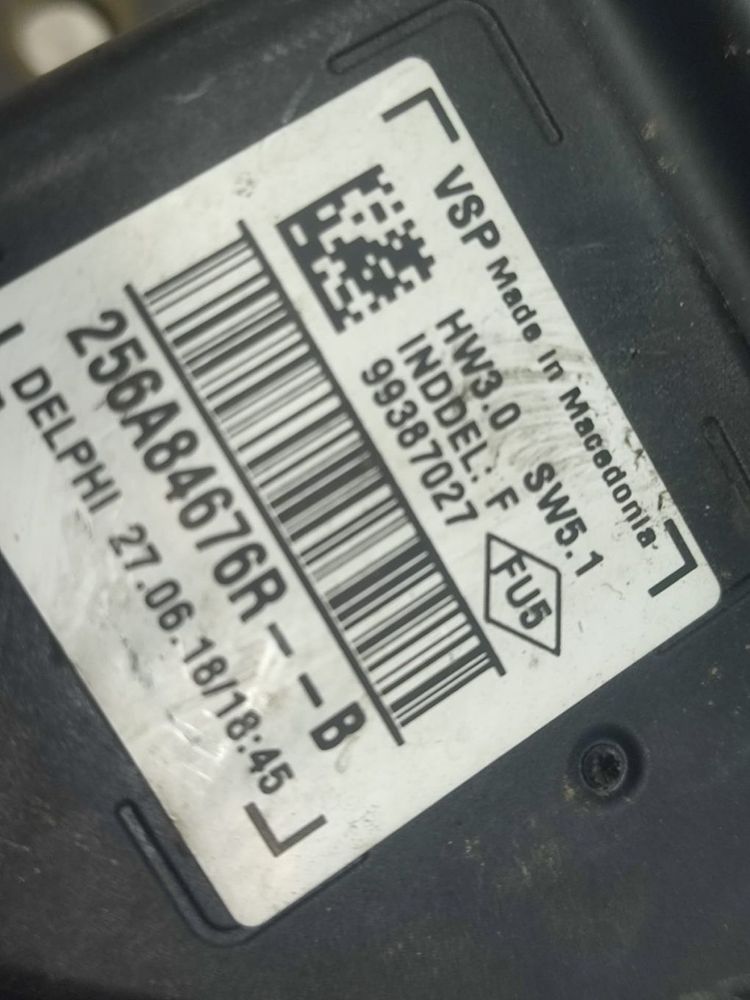 VSP Made In Macedonia
HW3.0 SW5.1
INDDEL: F
99387027
FU5
256A84676R--B
DELPHI 27.06.18/18:45